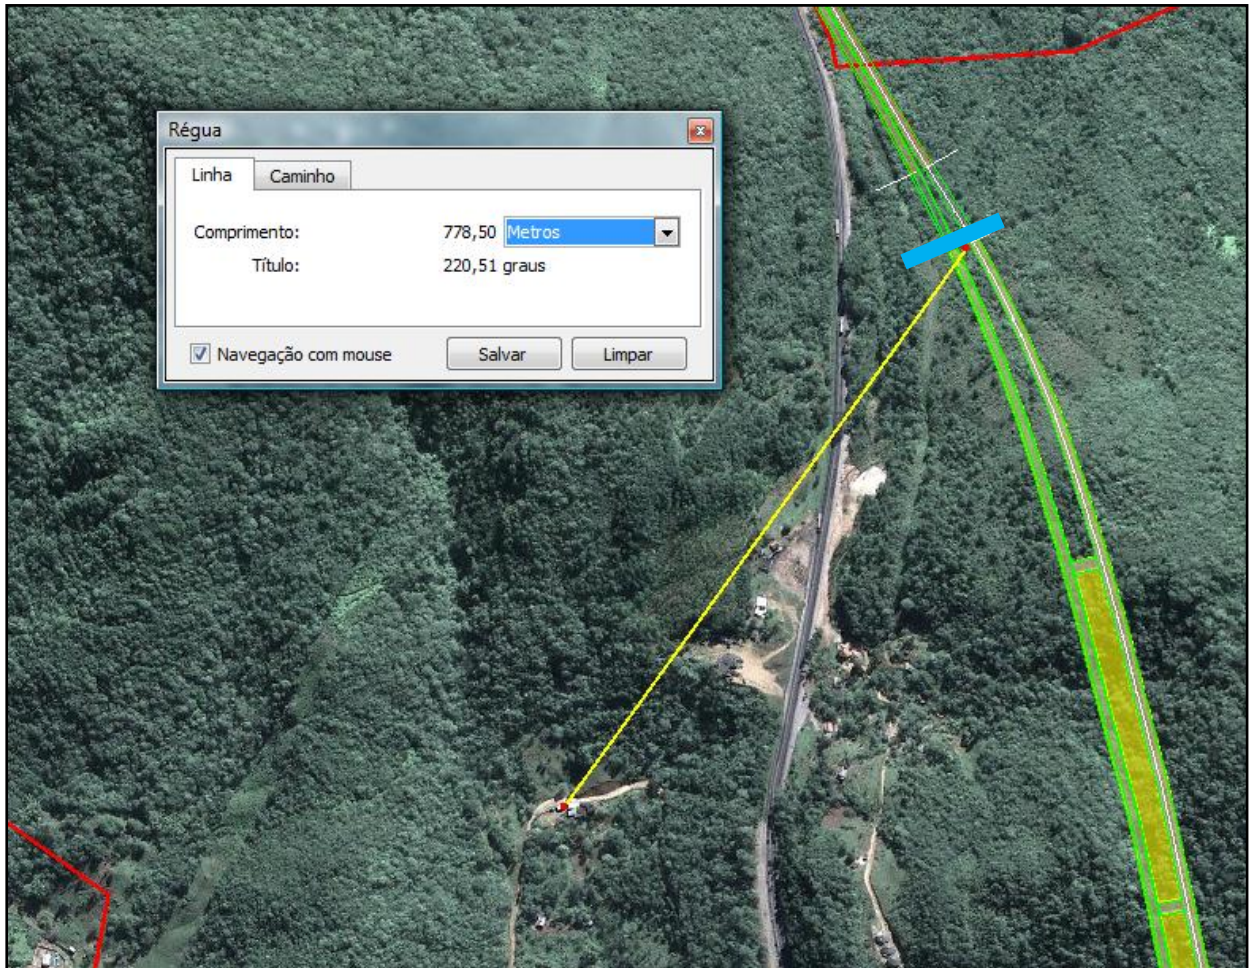 Régua
Linha Caminho
Comprimento: 778,50 Metros
Título: 220,51 graus
Navegação com mouse Salvar Limpar